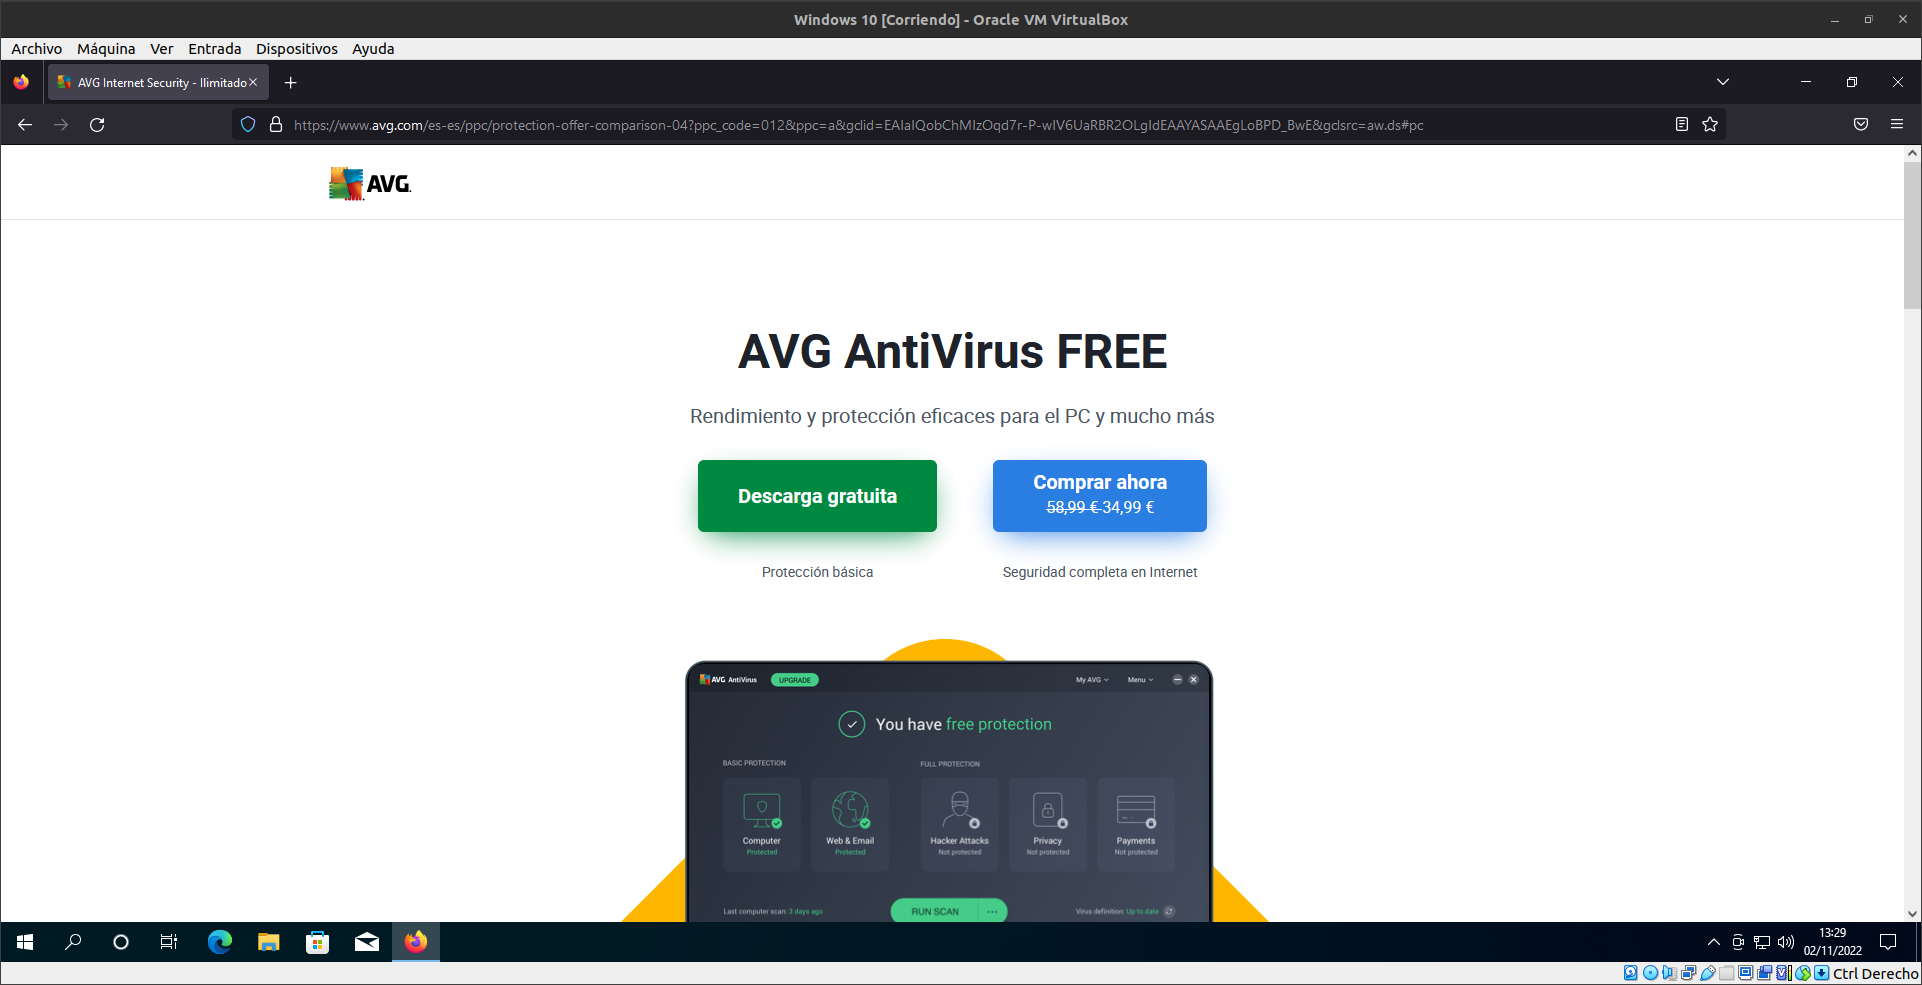 Windows 10 [Corriendo] - Oracle VM VirtualBox
Archivo Máquina Ver Entrada Dispositivos Ayuda
AVG Internet Security - Ilimitado
https://www.avg.com/es-es/ppc/protection-offer-comparison-04?ppc_code=012&ppc=a&gclid=EAIaIQobChMIzOqd7r-P-wIV6UaRBR2OLgIdEAAYASAAEgLoBPD_BwE&gclsrc=aw.ds#pc
AVG.
AVG AntiVirus FREE
Rendimiento y protección eficaces para el PC y mucho más
Descarga gratuita
Comprar ahora
58,99 € 34,99 €
Protección básica
Seguridad completa en Internet
AVG AntiVirus UPGRADE My AVG Menu
You have free protection
BASIC PROTECTION FULL PROTECTION
Computer Web & Email Hacker Attacks Privacy Payments
Protected Protected Not protected Not protected Not protected
Last computer scan: 3 days ago RUN SCAN ... Virus definition: Up to date
13:29
02/11/2022
Ctrl Derecho